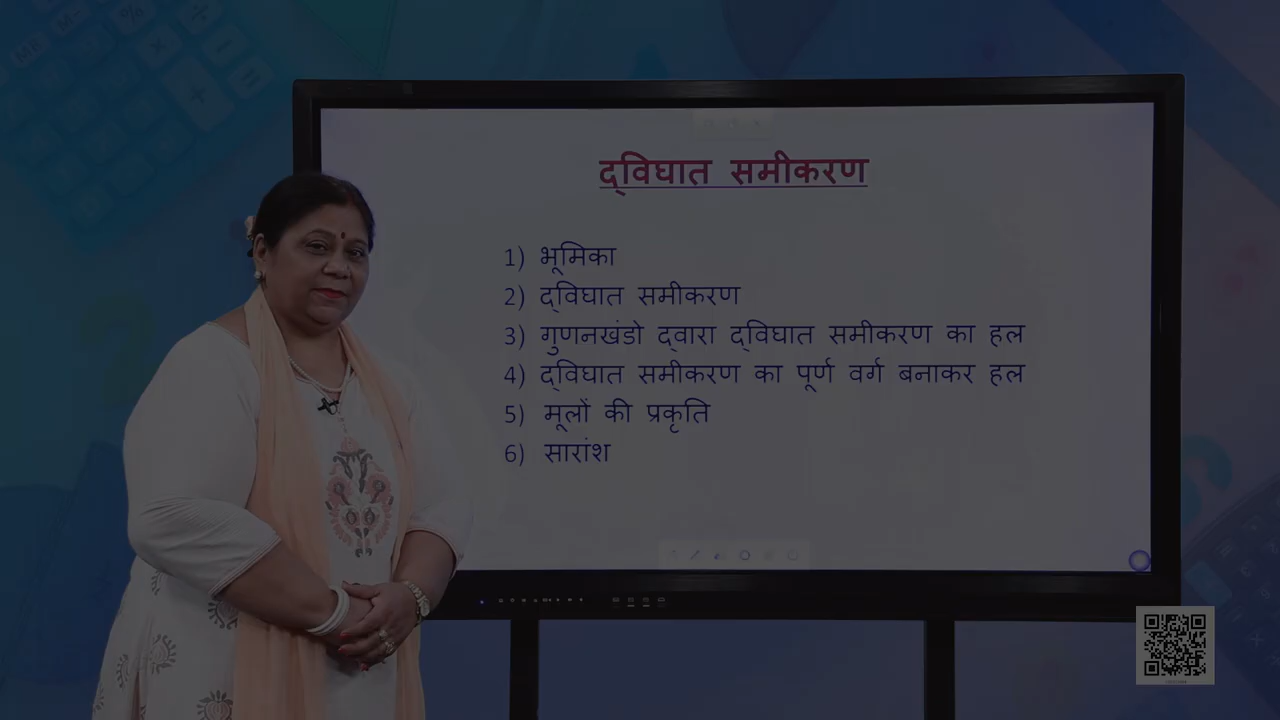 द्विघात समीकरण
1) भूमिका
2) द्विघात समीकरण
3) गुणनखंडो द्वारा द्विघात समीकरण का हल
4) द्विघात समीकरण का पूर्ण वर्ग बनाकर हल
5) मूलों की प्रकृति
6) सारांश